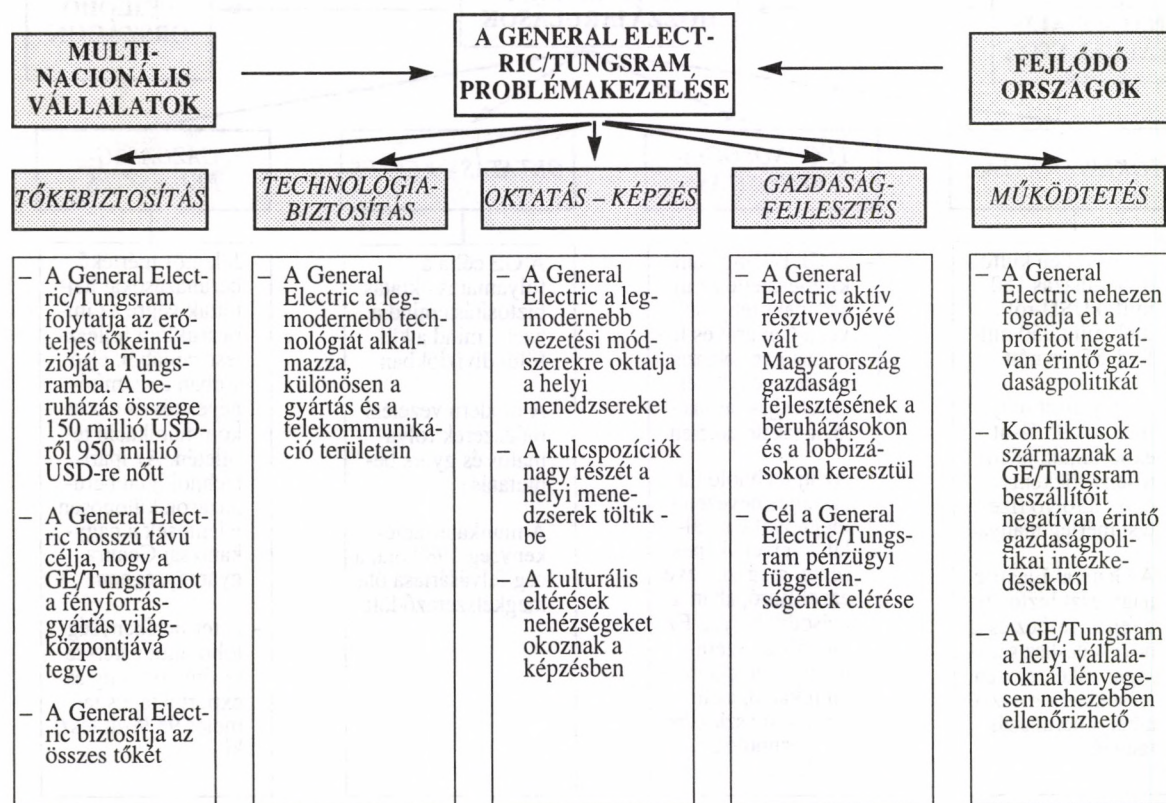 MULTI-
NACIONÁLIS
VÁLLALATOK
A GENERAL ELECT-
RIC/TUNGSRAM
PROBLÉMAKEZELÉSE
FEJLŐDŐ
ORSZÁGOK
TŐKEBIZTOSÍTÁS
TECHNOLÓGIA-
BIZTOSÍTÁS
OKTATÁS – KÉPZÉS
GAZDASÁG-
FEJLESZTÉS
MŰKÖDTETÉS
– A General Elect-
ric/Tungsram
folytatja az erő-
teljes tőkeinfú-
zióját a Tungs-
ramba. A be-
ruházás összege
150 millió USD-
ről 950 millió
USD-ra nőtt
– A General Elect-
ric hosszú távú
célja, hogy a
GE/Tungsramot
a fényforrás-
gyártás világ-
központjává
tegye
– A General Elect-
ric biztosítja az
összes tőkét
– A General
Electric a leg-
modernebb tech-
nológiát alkal-
mazza,
különösen a
gyártás és a
telekommuniká-
ció területein
– A General
Electric a leg-
modernebb
vezetési mód-
szerekre oktatja
a helyi
menedzsereket
– A kulcspozíciók
nagy részét a
helyi mene-
dzserek töltik -
be
– A kulturális
eltérések
nehézségeket
okoznak a
képzésben
– A General
Electric aktív
résztvevőjévé
vált
Magyarország
gazdasági
fejlesztésének a
beruházásokon
és a lobbizá-
sokon keresztül
– Cél a General
Electric/Tungs-
ram pénzügyi
független-
ségének elérése
– A General
Electric nehezen
fogadja el a
profitot negatí-
van érintő gaz-
daságpolitikát
– Konfliktusok
származnak a
GE/Tungsram
beszállítóit
negatívan érintő
gazdaságpoli-
tikai intézke-
désekből
– A GE/Tungsram
a helyi vállala-
toknál lényege-
sen nehezebben
ellenőrizhető